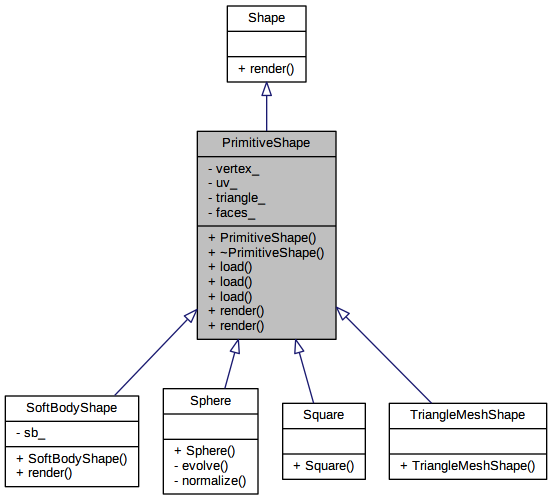 Shape
+ render()
PrimitiveShape
- vertex_
- uv_
- triangle_
- faces_
+ PrimitiveShape()
+ ~PrimitiveShape()
+ load()
+ load()
+ load()
+ render()
+ render()
SoftBodyShape
- sb_
+ SoftBodyShape()
+ render()
Sphere
+ Sphere()
- evolve()
- normalize()
Square
+ Square()
TriangleMeshShape
+ TriangleMeshShape()